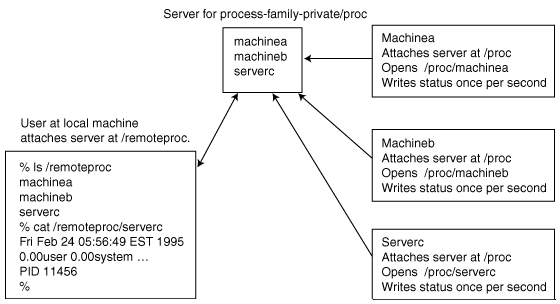 Server for process-family-private/proc
machinea
machineb
serverc
Machinea
Attaches server at /proc
Opens /proc/machinea
Writes status once per second
User at local machine
attaches server at /remoteproc.
% ls /remoteproc
machinea
machineb
serverc
% cat /remoteproc/serverc
Fri Feb 24 05:56:49 EST 1995
0.00user 0.00system ...
PID 11456
%
Machineb
Attaches server at /proc
Opens /proc/machineb
Writes status once per second
Serverc
Attaches server at /proc
Opens /proc/serverc
Writes status once per second